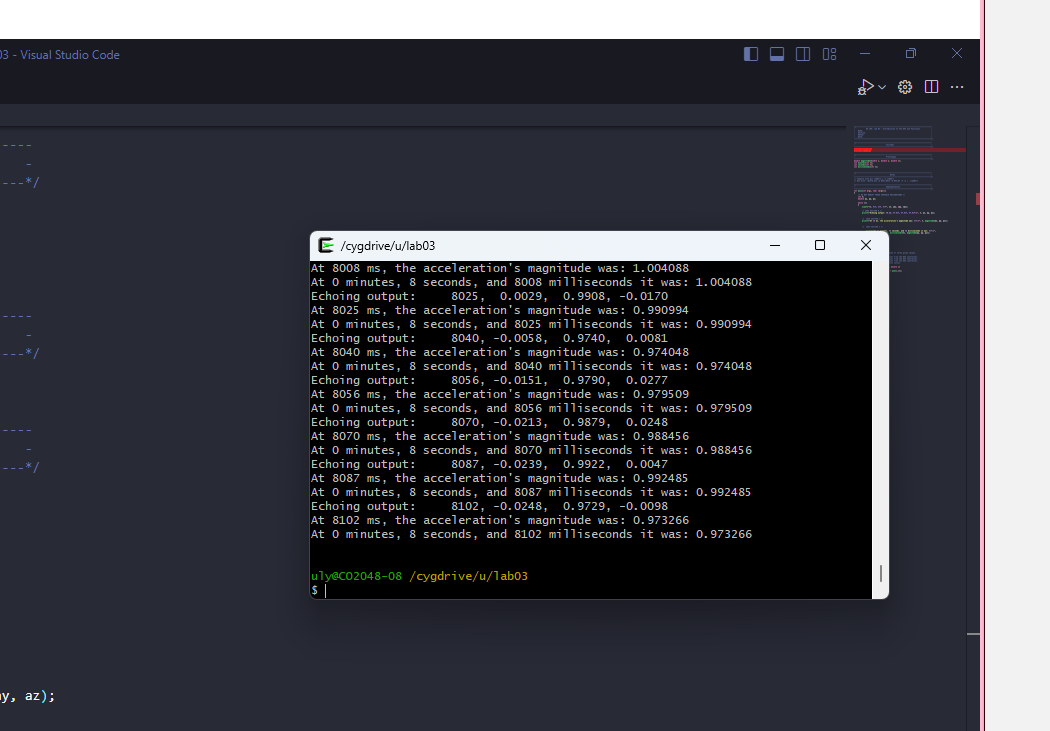 03 - Visual Studio Code
----
-
---*/
/cygdrive/u/lab03
At 8008 ms, the acceleration's magnitude was: 1.004088
At 0 minutes, 8 seconds, and 8008 milliseconds it was: 1.004088
Echoing output:     8025,  0.0029,  0.9908, -0.0170
At 8025 ms, the acceleration's magnitude was: 0.990994
At 0 minutes, 8 seconds, and 8025 milliseconds it was: 0.990994
Echoing output:     8040, -0.0058,  0.9740,  0.0081
At 8040 ms, the acceleration's magnitude was: 0.974048
At 0 minutes, 8 seconds, and 8040 milliseconds it was: 0.974048
Echoing output:     8056, -0.0151,  0.9790,  0.0277
At 8056 ms, the acceleration's magnitude was: 0.979509
At 0 minutes, 8 seconds, and 8056 milliseconds it was: 0.979509
Echoing output:     8070, -0.0213,  0.9879,  0.0248
At 8070 ms, the acceleration's magnitude was: 0.988456
At 0 minutes, 8 seconds, and 8070 milliseconds it was: 0.988456
Echoing output:     8087, -0.0239,  0.9922,  0.0047
At 8087 ms, the acceleration's magnitude was: 0.992485
At 0 minutes, 8 seconds, and 8087 milliseconds it was: 0.992485
Echoing output:     8102, -0.0248,  0.9729, -0.0098
At 8102 ms, the acceleration's magnitude was: 0.973266
At 0 minutes, 8 seconds, and 8102 milliseconds it was: 0.973266
uly@CO2048-08 /cygdrive/u/lab03
$
----
-
---*/
----
-
---*/
y, az);